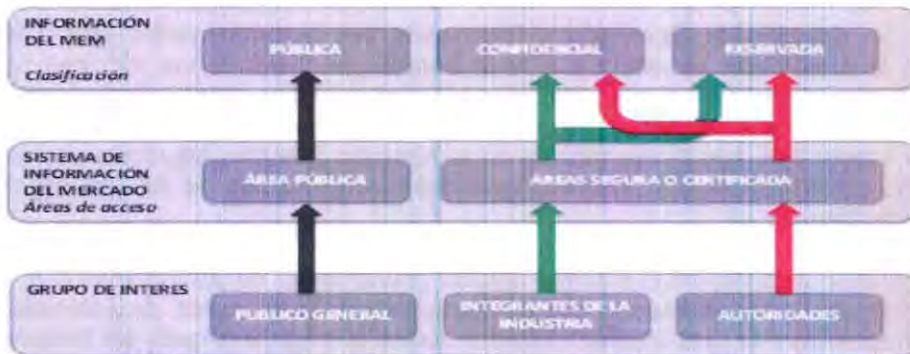 INFORMACIÓN
DEL MEM
Clasificación
PÚBLICA
CONFIDENCIAL
RESERVADA
SISTEMA DE
INFORMACIÓN
DEL MERCADO
Áreas de acceso
ÁREA PÚBLICA
ÁREAS SEGURA O CERTIFICADA
GRUPO DE INTERES
PÚBLICO GENERAL
INTEGRANTES DE LA
INDUSTRIA
AUTORIDADES